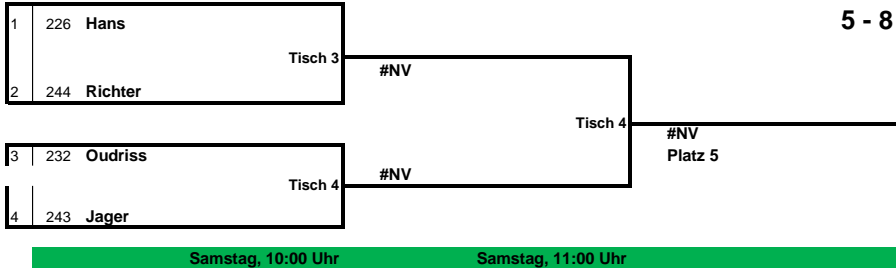 5 - 8
1 226 Hans
Tisch 3
#NV
2 244 Richter
Tisch 4
#NV
Platz 5
3 232 Oudriss
#NV
Tisch 4
4 243 Jager
Samstag, 10:00 Uhr Samstag, 11:00 Uhr